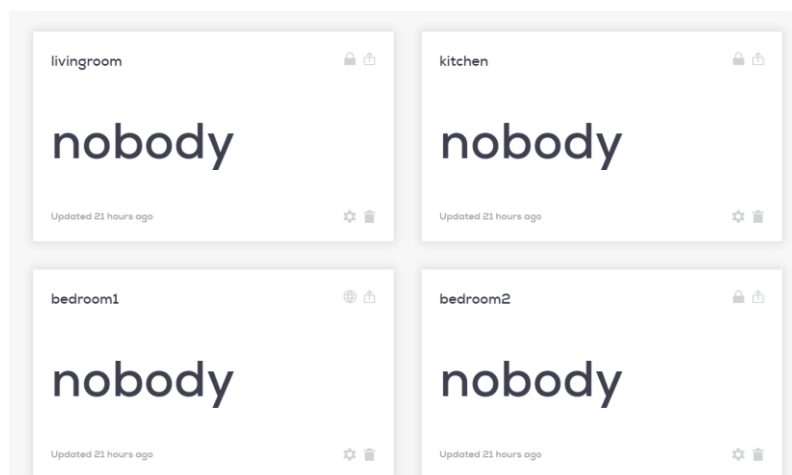 livingroom
nobody
Updated 21 hours ago
kitchen
nobody
Updated 21 hours ago
bedroom1
nobody
Updated 21 hours ago
bedroom2
nobody
Updated 21 hours ago